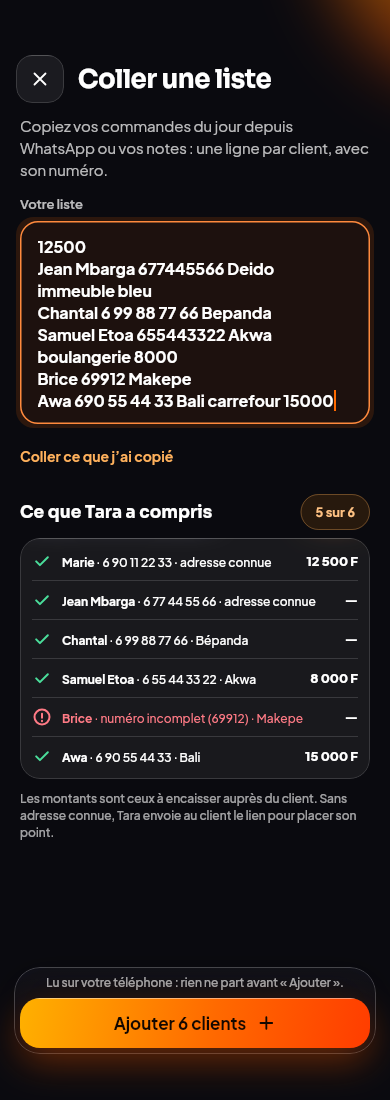 Coller une liste
Copiez vos commandes du jour depuis
WhatsApp ou vos notes : une ligne par client, avec
son numéro.
Votre liste
12500
Jean Mbarga 677445566 Deido
immeuble bleu
Chantal 6 99 88 77 66 Bepanda
Samuel Etoa 655443322 Akwa
boulangerie 8000
Brice 69912 Makepe
Awa 690 55 44 33 Bali carrefour 15000
Coller ce que j’ai copié
Ce que Tara a compris
5 sur 6
Marie · 6 90 11 22 33 · adresse connue 12 500 F
Jean Mbarga · 6 77 44 55 66 · adresse connue —
Chantal · 6 99 88 77 66 · Bépanda —
Samuel Etoa · 6 55 44 33 22 · Akwa 8 000 F
Brice · numéro incomplet (69912) · Makepe —
Awa · 6 90 55 44 33 · Bali 15 000 F
Les montants sont ceux à encaisser auprès du client. Sans
adresse connue, Tara envoie au client le lien pour placer son
point.
Lu sur votre téléphone : rien ne part avant « Ajouter ».
Ajouter 6 clients +